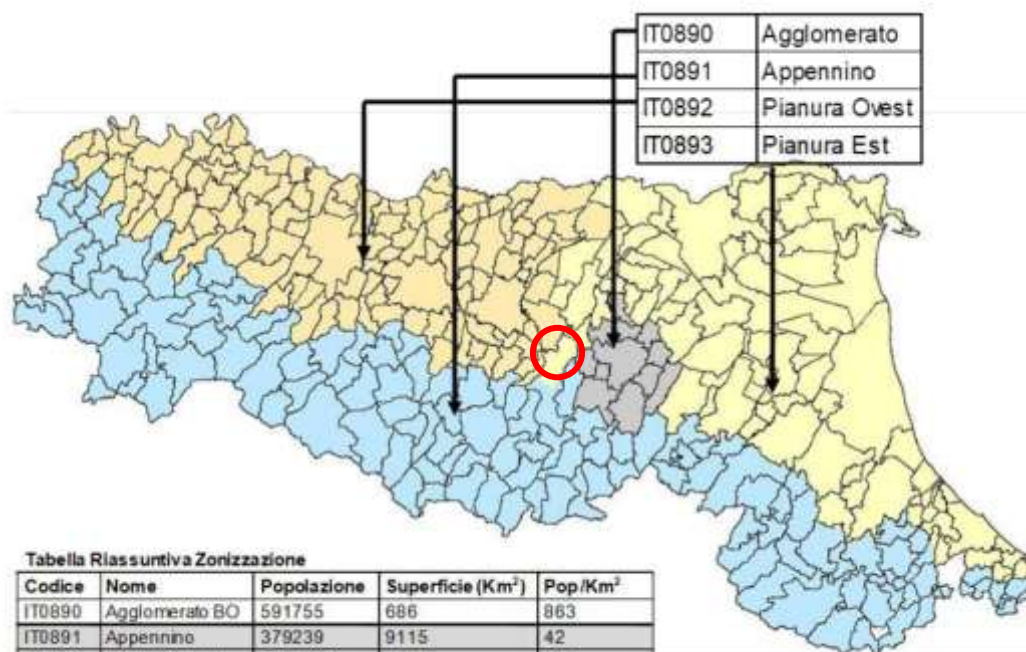 IT0890 Agglomerato
IT0891 Appennino
IT0892 Pianura Ovest
IT0893 Pianura Est
Tabella Riassuntiva Zonizzazione
Codice Nome Popolazione Superficie (Km²) Pop/Km²
IT0890 Agglomerato BO 591755 686 863
IT0891 Appennino 379239 9115 42